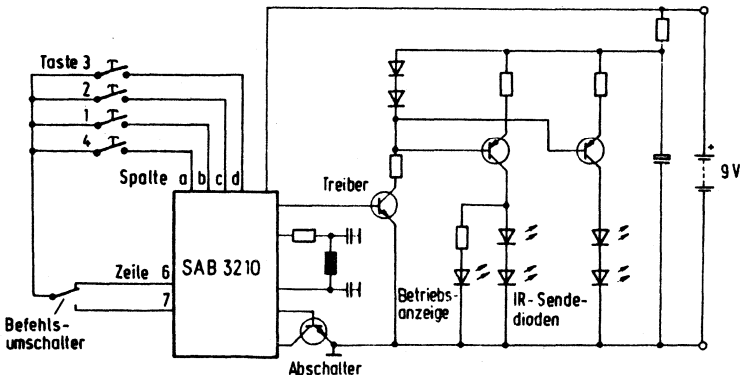 Taste 3
2
1
4
Spalte a b c d
Treiber
+
9 V
SAB 3210
Zeile 6
7
Befehls-
umschalter
Betriebs-
anzeige
IR-Sende-
dioden
Abschalter